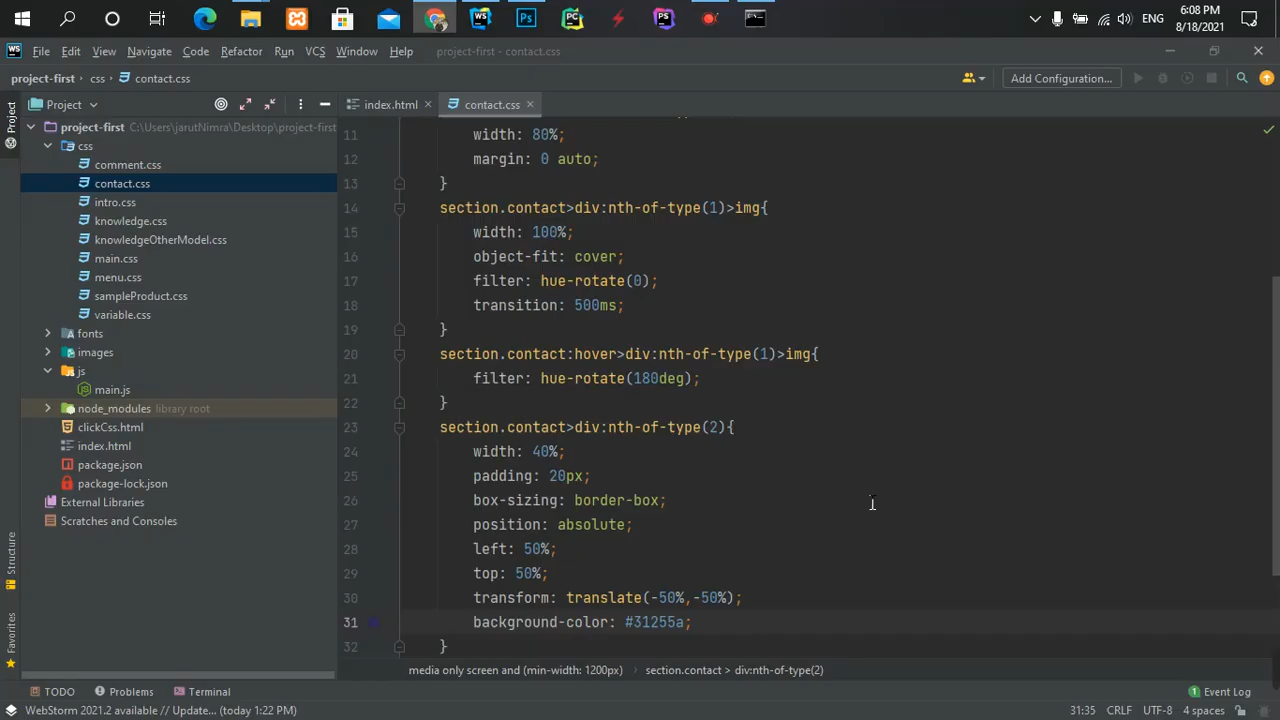 ENG
6:08 PM
8/18/2021
WS
Ps
PC
PS
WS File Edit View Navigate Code Refactor Run VCS Window Help project-first - contact.css
project-first css contact.css
Add Configuration...
Project
index.html
contact.css
project-first C:\Users\jarutNimra\Desktop\project-first
css
comment.css
contact.css
intro.css
knowledge.css
knowledgeOtherModel.css
main.css
menu.css
sampleProduct.css
variable.css
fonts
images
js
main.js
node_modules library root
clickCss.html
index.html
package.json
package-lock.json
External Libraries
Scratches and Consoles
Project
Structure
Favorites
11 width: 80%;
12 margin: 0 auto;
13 }
14 section.contact>div:nth-of-type(1)>img{
15 width: 100%;
16 object-fit: cover;
17 filter: hue-rotate(0);
18 transition: 500ms;
19 }
20 section.contact:hover>div:nth-of-type(1)>img{
21 filter: hue-rotate(180deg);
22 }
23 section.contact>div:nth-of-type(2){
24 width: 40%;
25 padding: 20px;
26 box-sizing: border-box;
27 position: absolute;
28 left: 50%;
29 top: 50%;
30 transform: translate(-50%,-50%);
31 background-color: #31255a;
32 }
media only screen and (min-width: 1200px) section.contact > div:nth-of-type(2)
TODO Problems Terminal
Event Log
WebStorm 2021.2 available // Update... (today 1:22 PM)
31:35 CRLF UTF-8 4 spaces